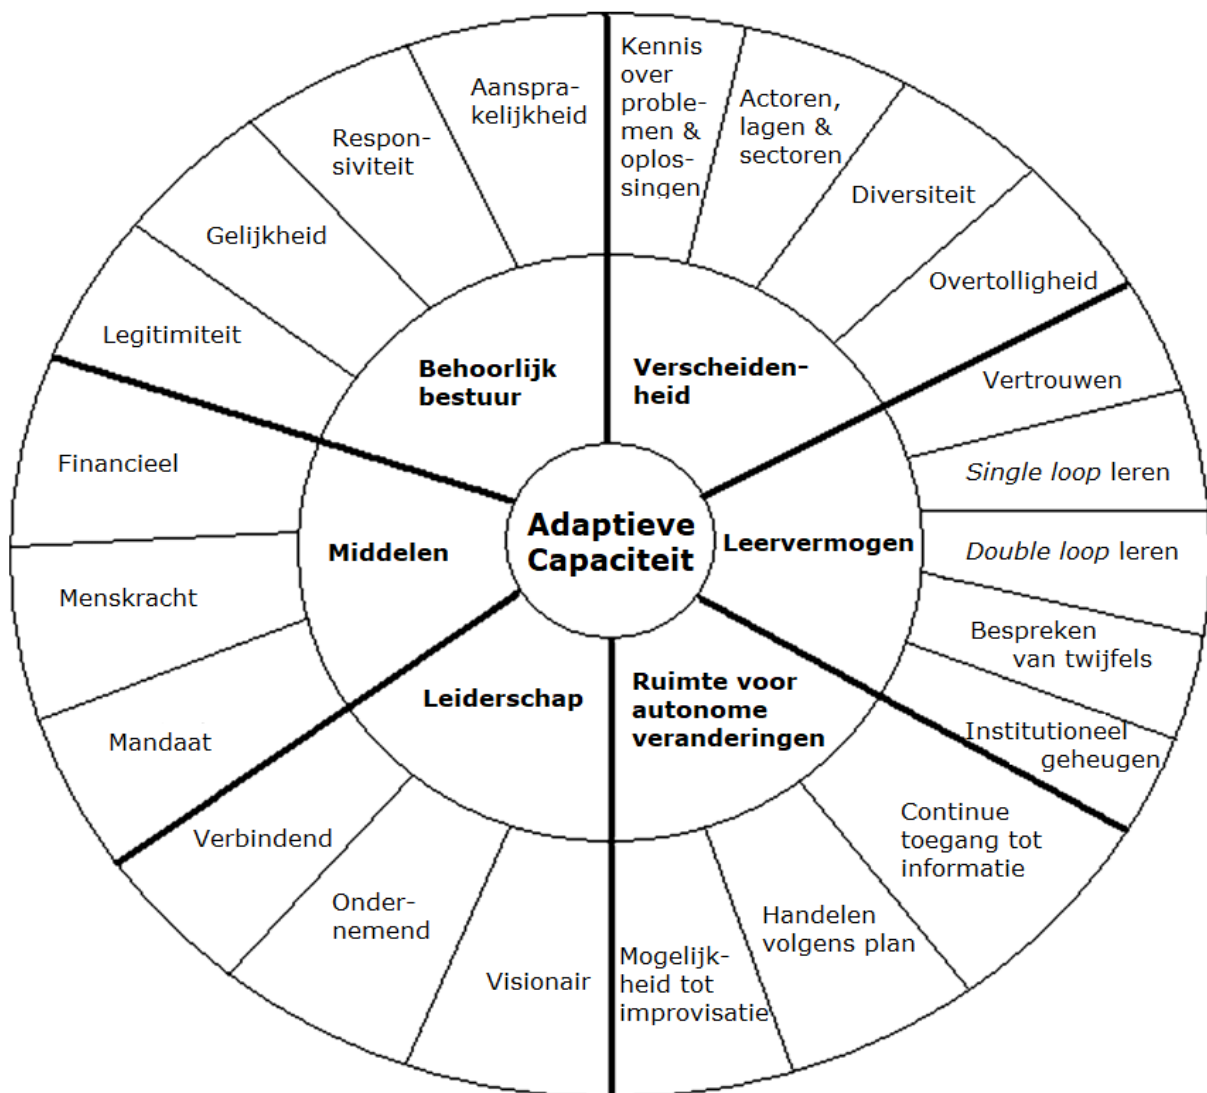 Adaptieve
Capaciteit
Verscheiden-
heid
Kennis
over
proble-
men &
oplos-
singen
Actoren,
lagen &
sectoren
Diversiteit
Overtolligheid
Leervermogen
Vertrouwen
Single loop leren
Double loop leren
Bespreken
van twijfels
Institutioneel
geheugen
Ruimte voor
autonome
veranderingen
Continue
toegang tot
informatie
Handelen
volgens plan
Mogelijk-
heid tot
improvisatie
Leiderschap
Visionair
Onder-
nemend
Verbindend
Middelen
Mandaat
Menskracht
Financieel
Behoorlijk
bestuur
Legitimiteit
Gelijkheid
Respon-
siviteit
Aanspra-
kelijkheid